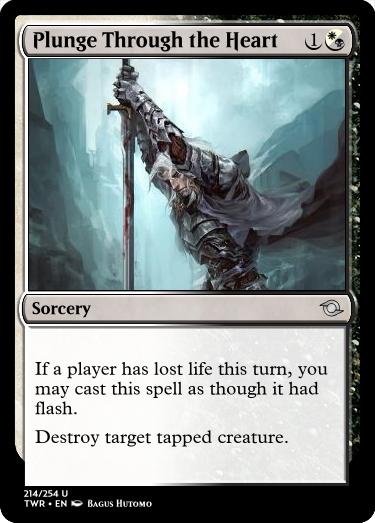 Plunge Through the Heart 1
Sorcery
If a player has lost life this turn, you
may cast this spell as though it had
flash.
Destroy target tapped creature.
214/254 U
TWR • EN Bagus Hutomo